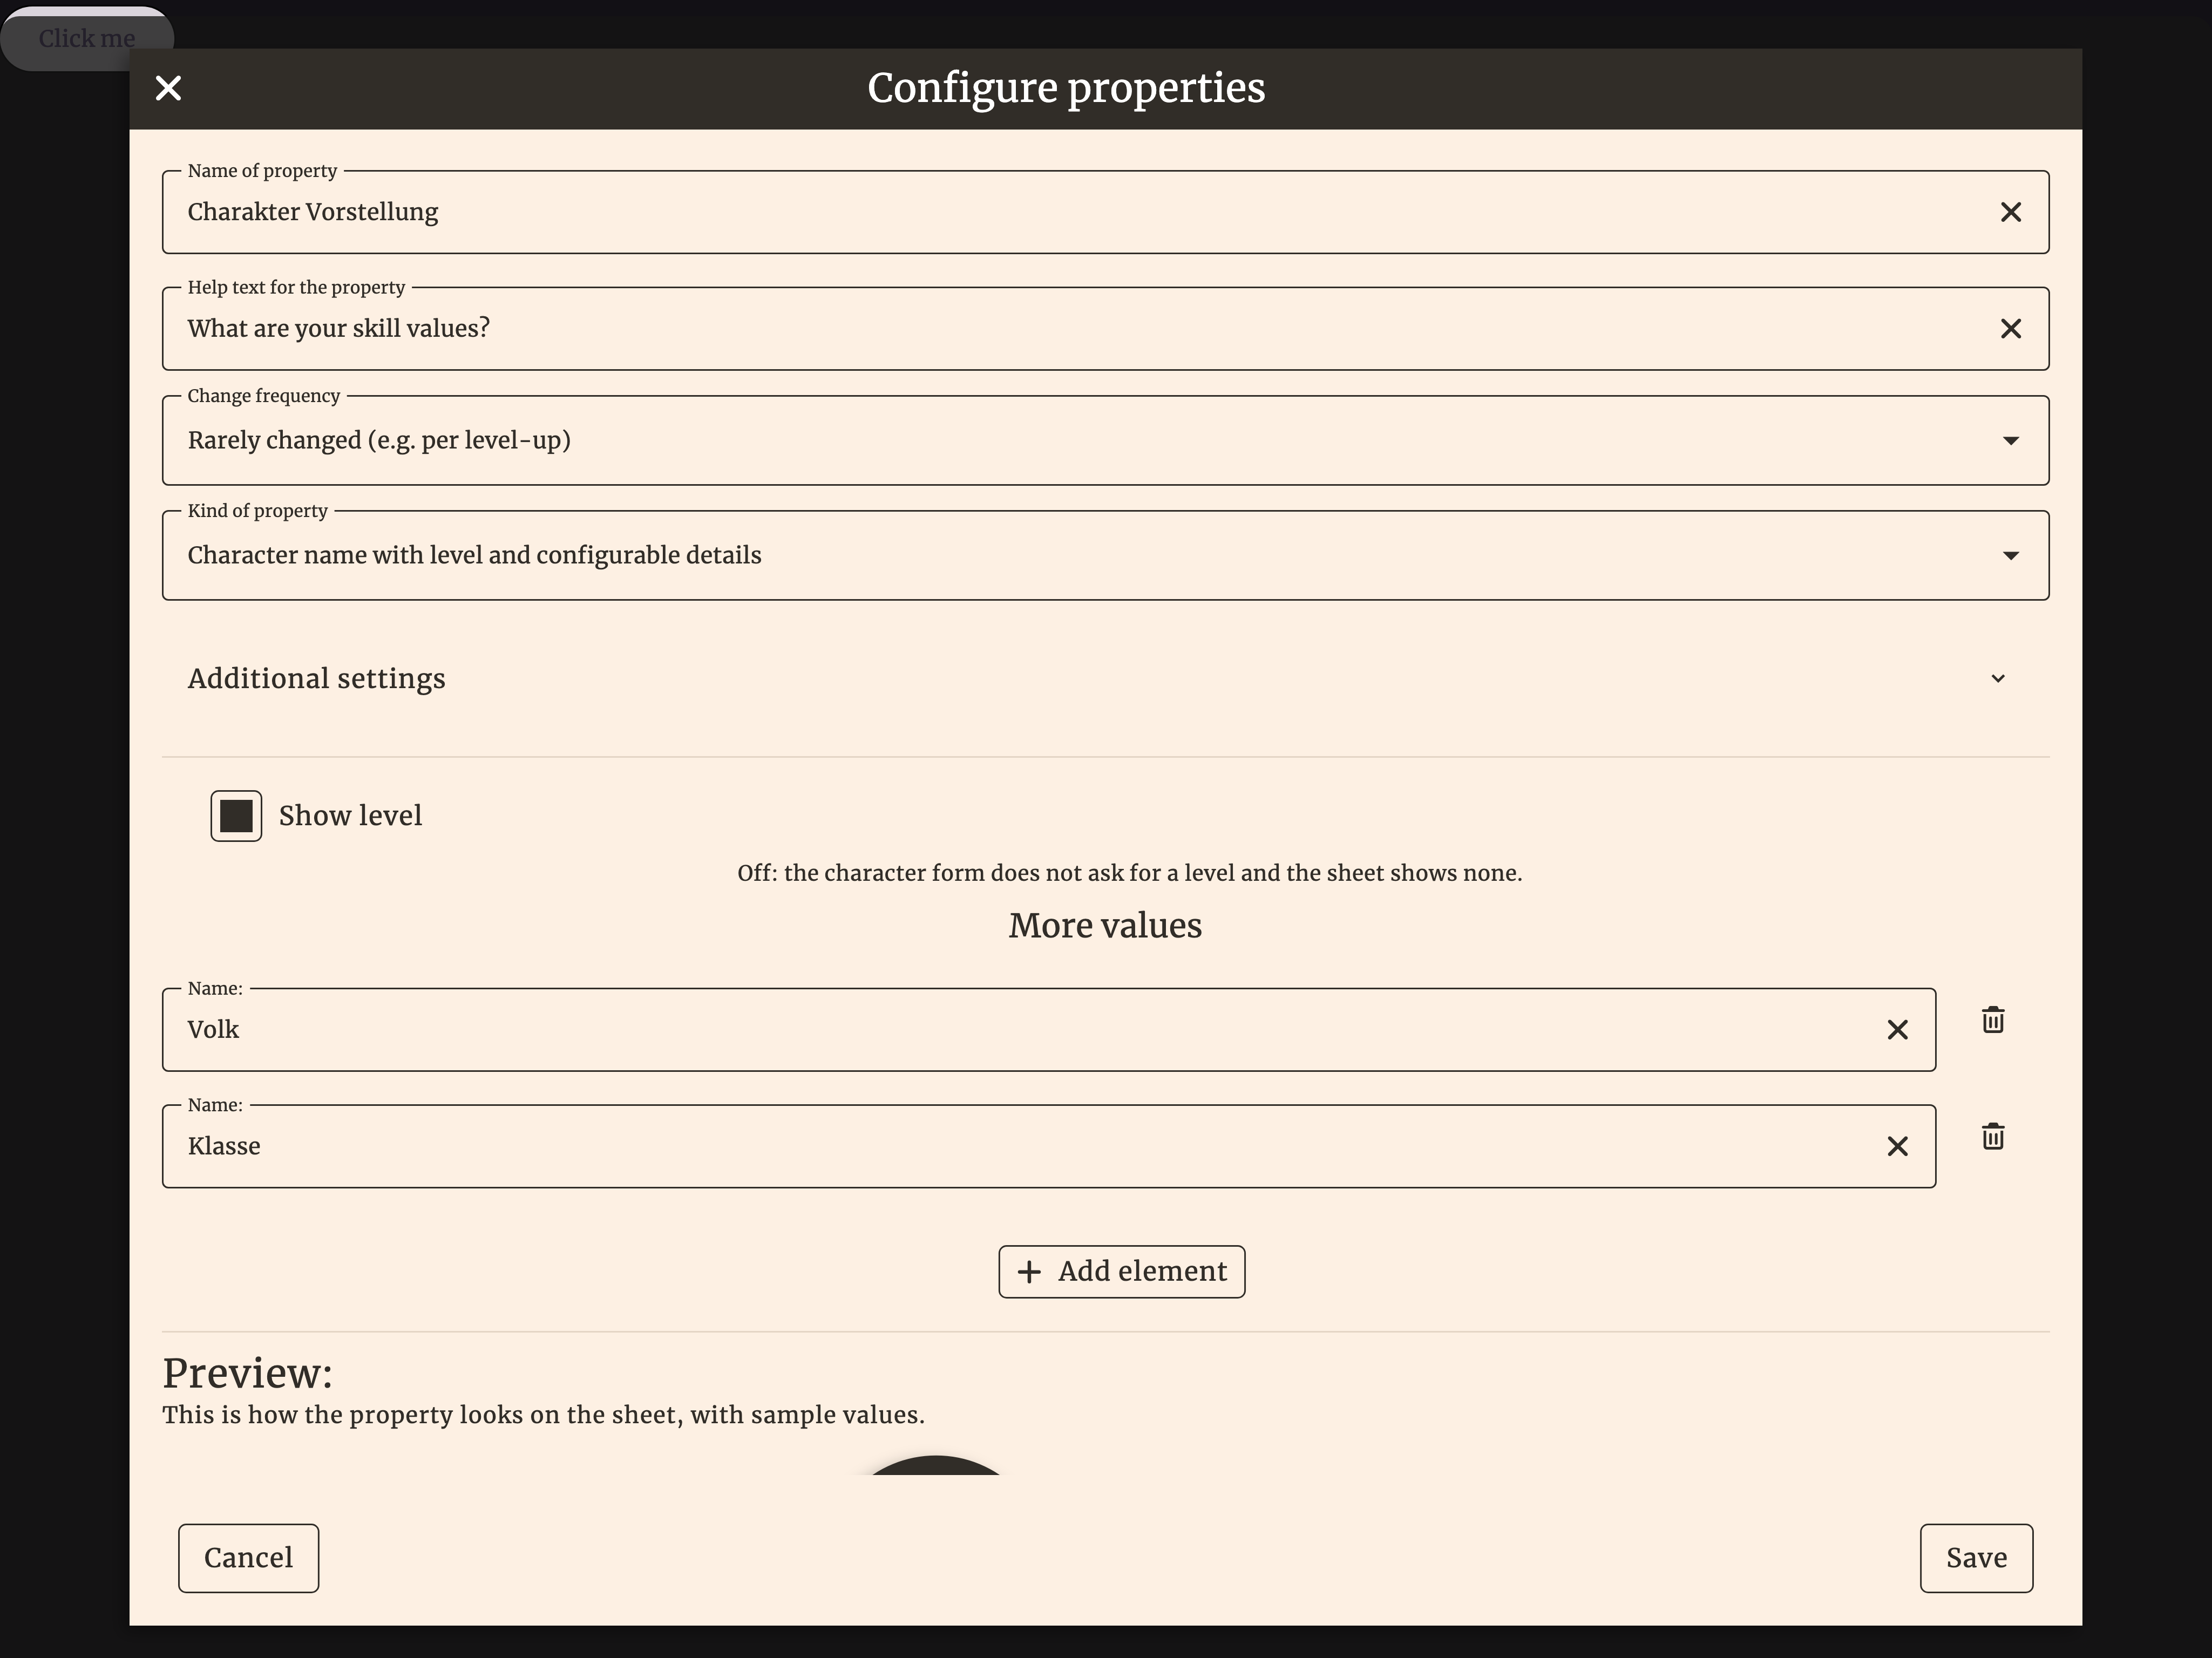 Click me
Configure properties
Name of property
Charakter Vorstellung
Help text for the property
What are your skill values?
Change frequency
Rarely changed (e.g. per level-up)
Kind of property
Character name with level and configurable details
Additional settings
Show level
Off: the character form does not ask for a level and the sheet shows none.
More values
Name:
Volk
Name:
Klasse
Add element
Preview:
This is how the property looks on the sheet, with sample values.
Cancel
Save